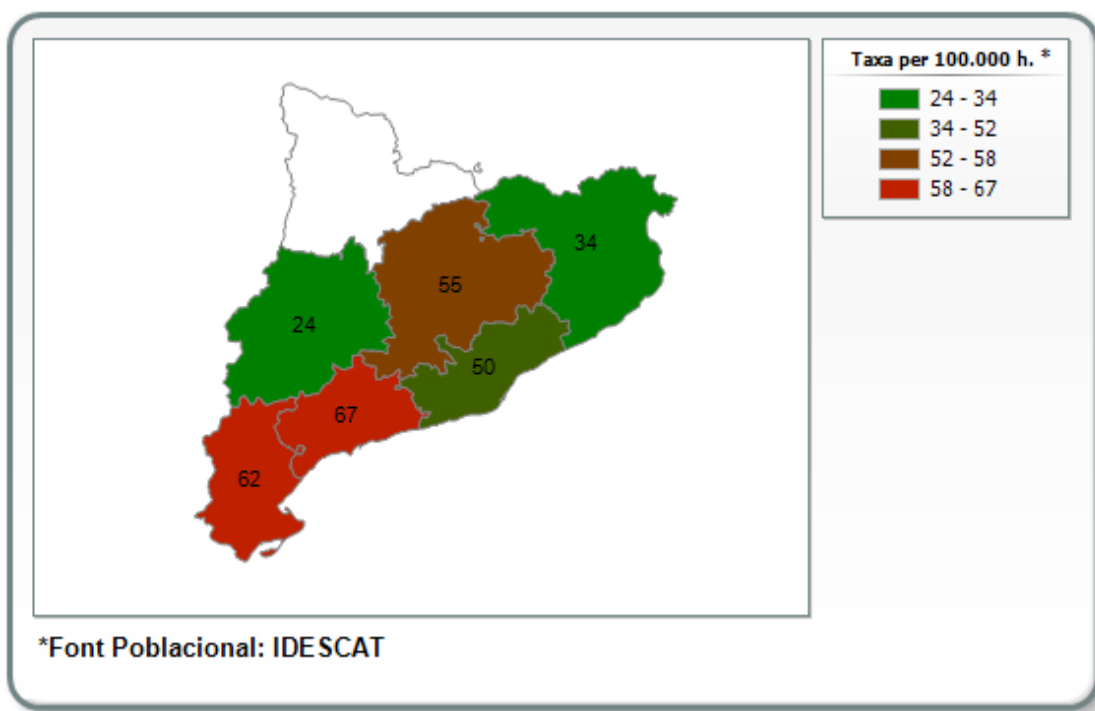 Taxa per 100.000 h. *
24 - 34
34 - 52
52 - 58
58 - 67
34
55
24
50
67
62
*Font Poblacional: IDESCAT